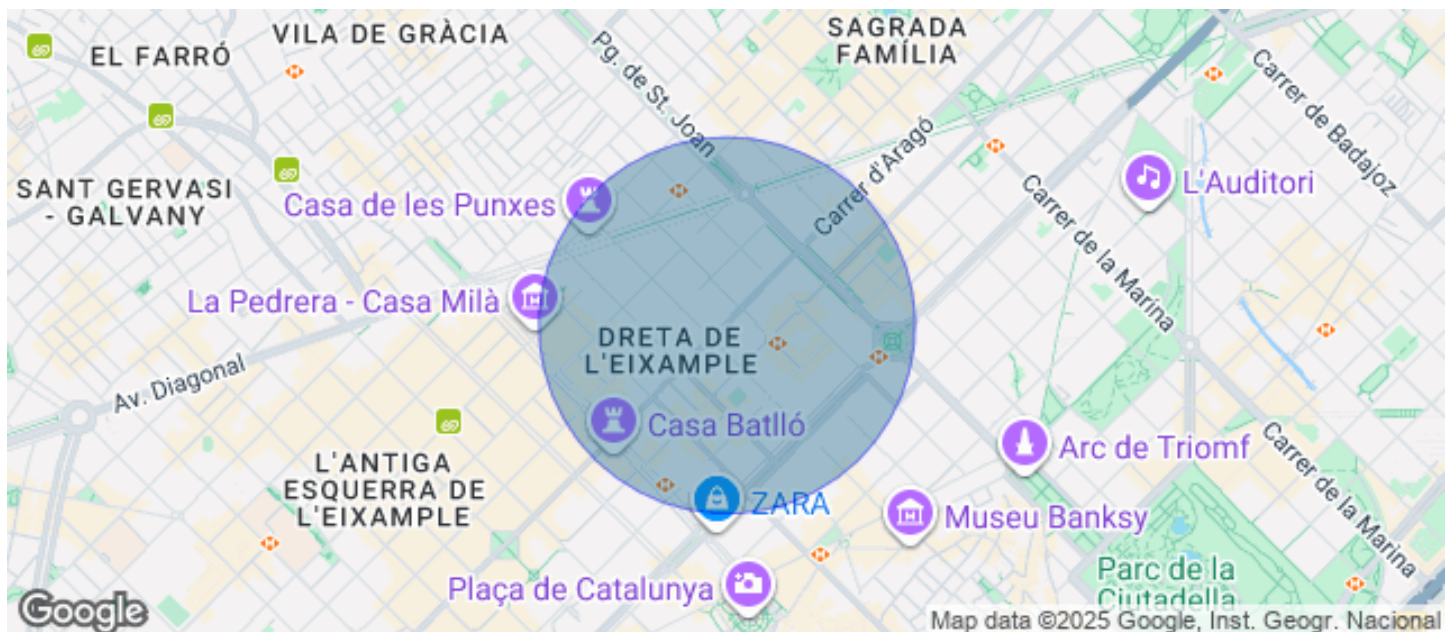 VILA DE GRÀCIA
EL FARRÓ
Pg. de St. Joan
SAGRADA
FAMÍLIA
Carrer de Badajoz
SANT GERVASI
- GALVANY
Casa de les Punxes
Carrer d'Aragó
L'Auditori
Carrer de la Marina
La Pedrera - Casa Milà
DRETA DE
L'EIXAMPLE
Av. Diagonal
Casa Batlló
Arc de Triomf
L'ANTIGA
ESQUERRA DE
L'EIXAMPLE
Carrer de la Marina
ZARA
Museu Banksy
Plaça de Catalunya
Parc de la
Ciutadella
Google
Map data ©2025 Google, Inst. Geogr. Nacional